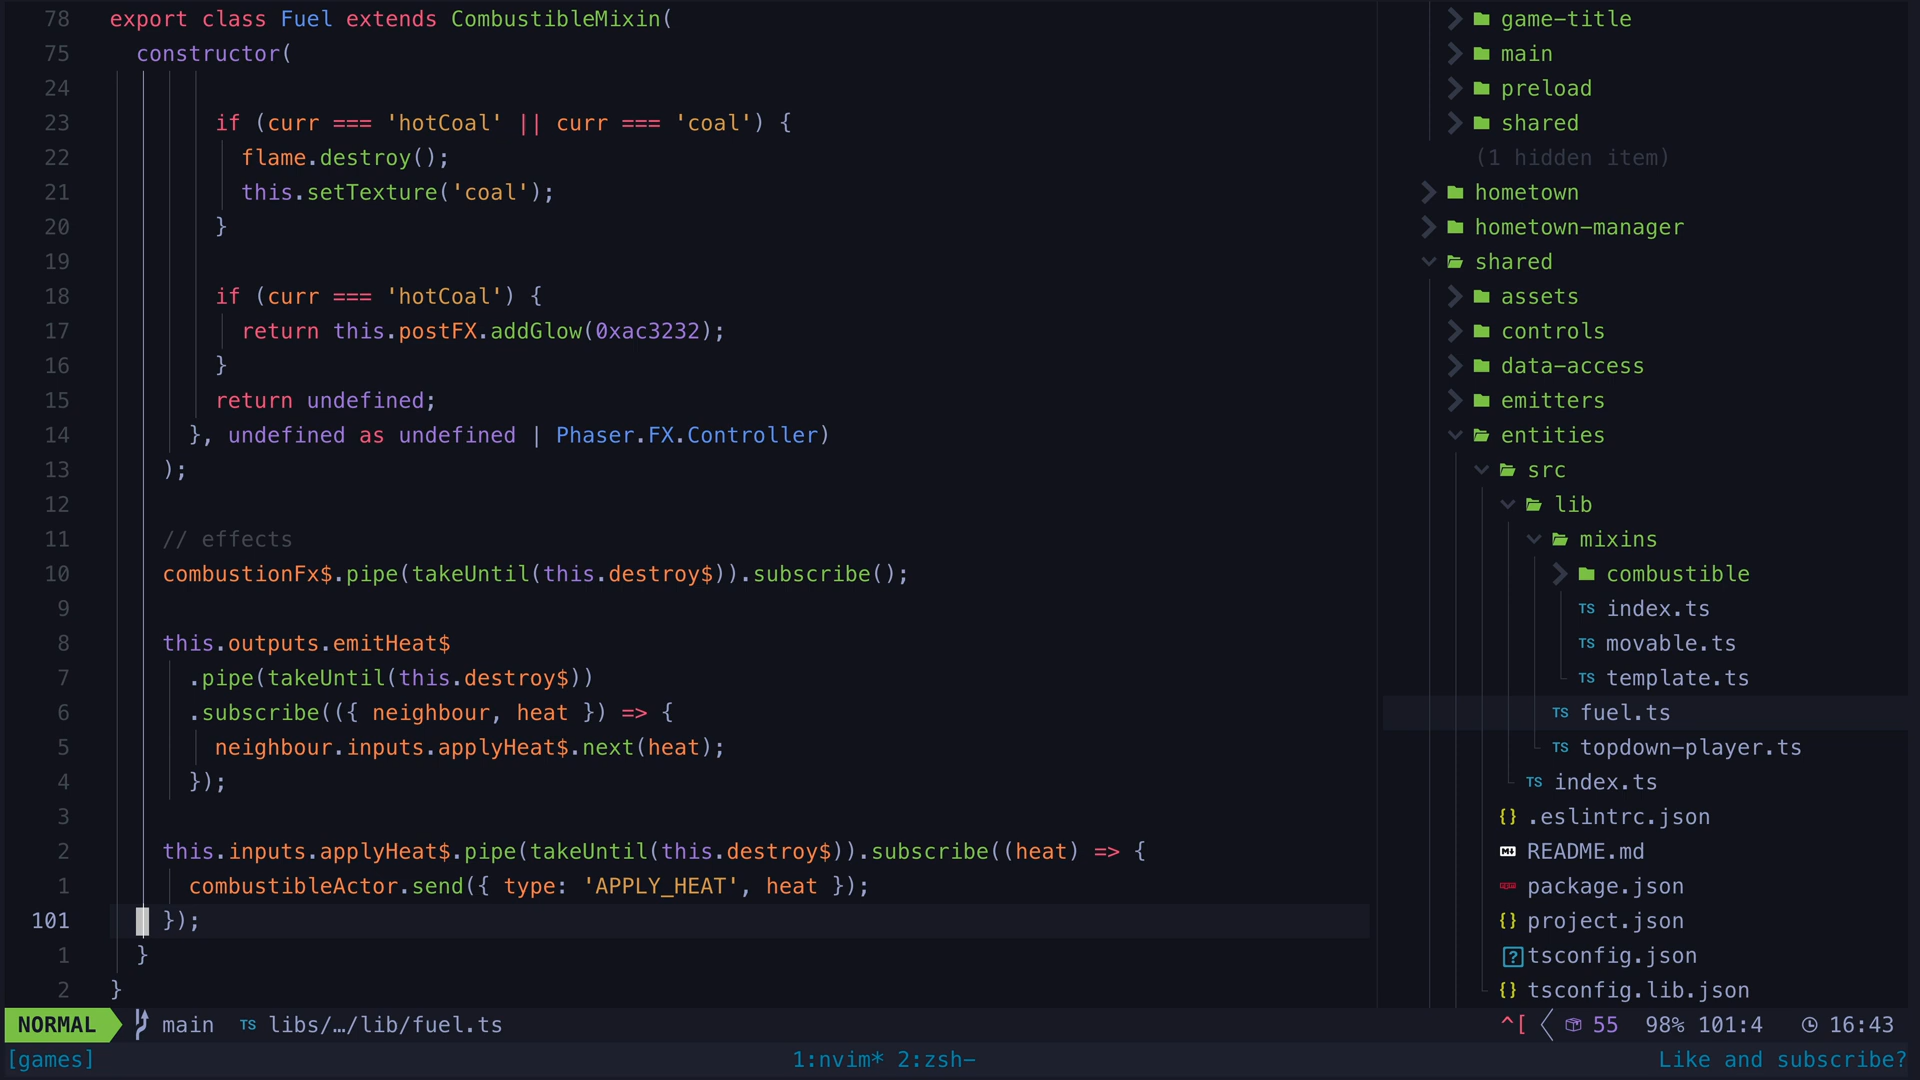 78 export class Fuel extends CombustibleMixin(
75 constructor(
24
23 if (curr === 'hotCoal' || curr === 'coal') {
22 flame.destroy();
21 this.setTexture('coal');
20 }
19
18 if (curr === 'hotCoal') {
17 return this.postFX.addGlow(0xac3232);
16 }
15 return undefined;
14 }, undefined as undefined | Phaser.FX.Controller)
13 );
12
11 // effects
10 combustionFx$.pipe(takeUntil(this.destroy$)).subscribe();
9
8 this.outputs.emitHeat$
7 .pipe(takeUntil(this.destroy$))
6 .subscribe(({ neighbour, heat }) => {
5 neighbour.inputs.applyHeat$.next(heat);
4 });
3
2 this.inputs.applyHeat$.pipe(takeUntil(this.destroy$)).subscribe((heat) => {
1 combustibleActor.send({ type: 'APPLY_HEAT', heat });
101 });
1 }
2 }
game-title
main
preload
shared
(1 hidden item)
hometown
hometown-manager
shared
assets
controls
data-access
emitters
entities
src
lib
mixins
combustible
TS index.ts
TS movable.ts
TS template.ts
TS fuel.ts
TS topdown-player.ts
TS index.ts
{} .eslintrc.json
README.md
package.json
{} project.json
? tsconfig.json
{} tsconfig.lib.json
NORMAL main TS libs/…/lib/fuel.ts ^[ 55 98% 101:4 16:43
[games] 1:nvim* 2:zsh- Like and subscribe?